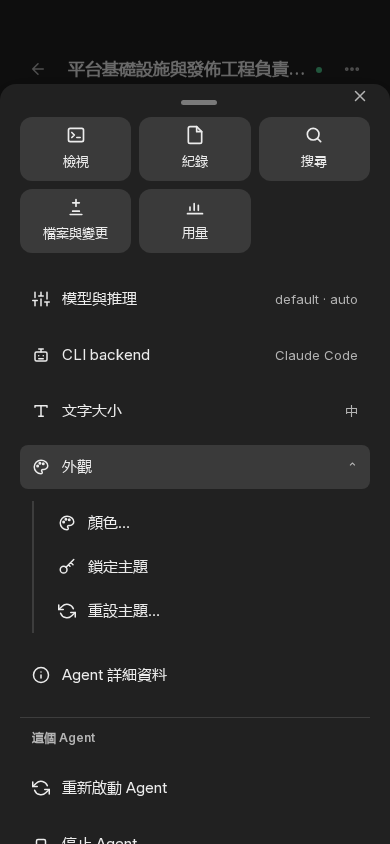 平台基礎設施與發佈工程負責…
檢視
紀錄
搜尋
檔案與變更
用量
模型與推理 default · auto
CLI backend Claude Code
文字大小 中
外觀
顏色...
鎖定主題
重設主題...
Agent 詳細資料
這個 Agent
重新啟動 Agent
停止 Agent